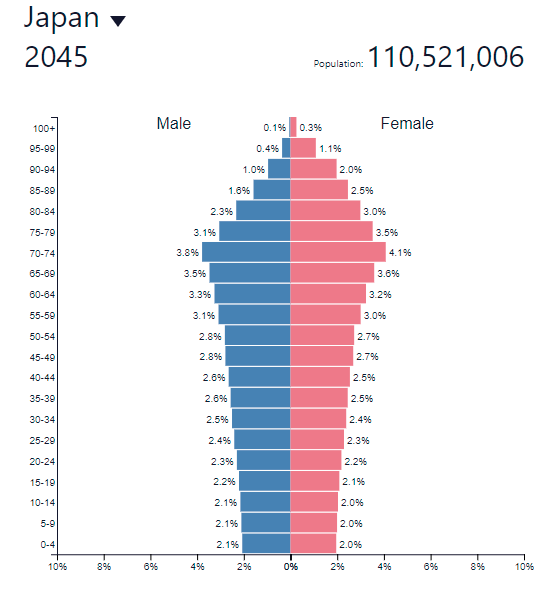 Japan
2045 Population: 110,521,006
Male Female
100+ 0.1% 0.3%
95-99 0.4% 1.1%
90-94 1.0% 2.0%
85-89 1.6% 2.5%
80-84 2.3% 3.0%
75-79 3.1% 3.5%
70-74 3.8% 4.1%
65-69 3.5% 3.6%
60-64 3.3% 3.2%
55-59 3.1% 3.0%
50-54 2.8% 2.7%
45-49 2.8% 2.7%
40-44 2.6% 2.5%
35-39 2.6% 2.5%
30-34 2.5% 2.4%
25-29 2.4% 2.3%
20-24 2.3% 2.2%
15-19 2.2% 2.1%
10-14 2.1% 2.0%
5-9 2.1% 2.0%
0-4 2.1% 2.0%
10% 8% 6% 4% 2% 0% 2% 4% 6% 8% 10%